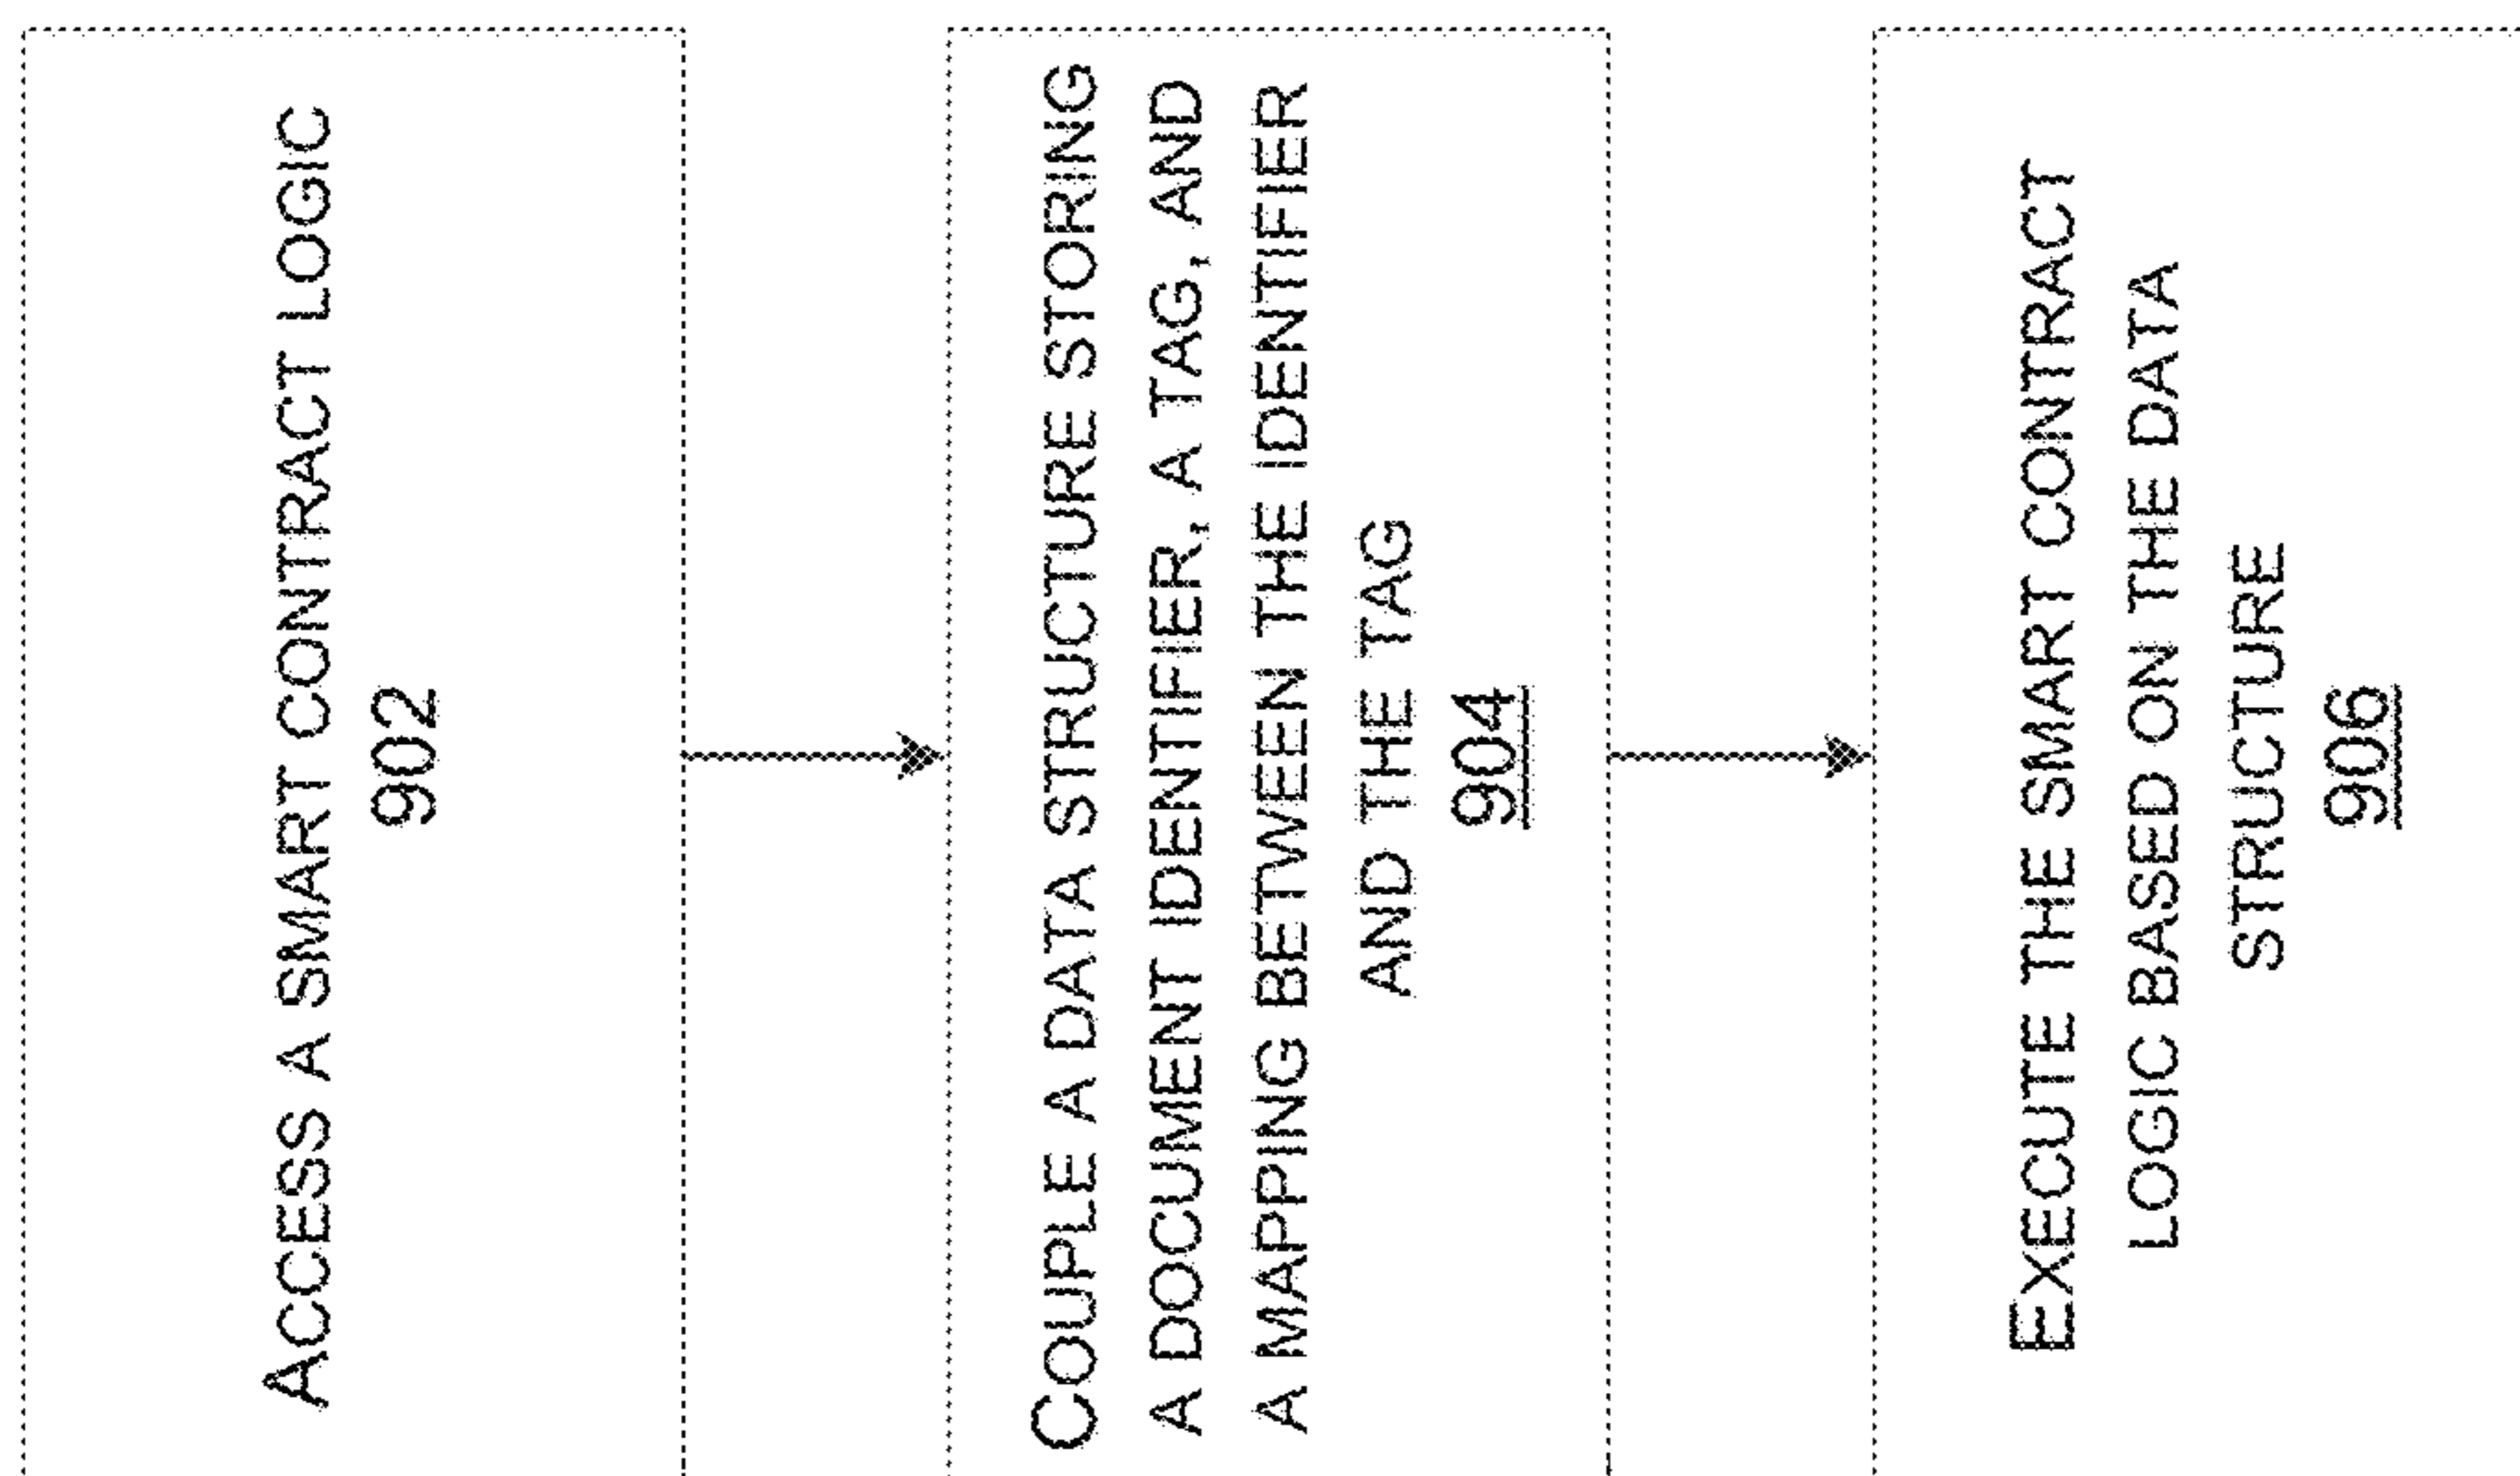 ACCESS A SMART CONTRACT LOGIC
902
COUPLE A DATA STRUCTURE STORING
A DOCUMENT IDENTIFIER, A TAG, AND
A MAPPING BETWEEN THE IDENTIFIER
AND THE TAG
904
EXECUTE THE SMART CONTRACT
LOGIC BASED ON THE DATA
STRUCTURE
906